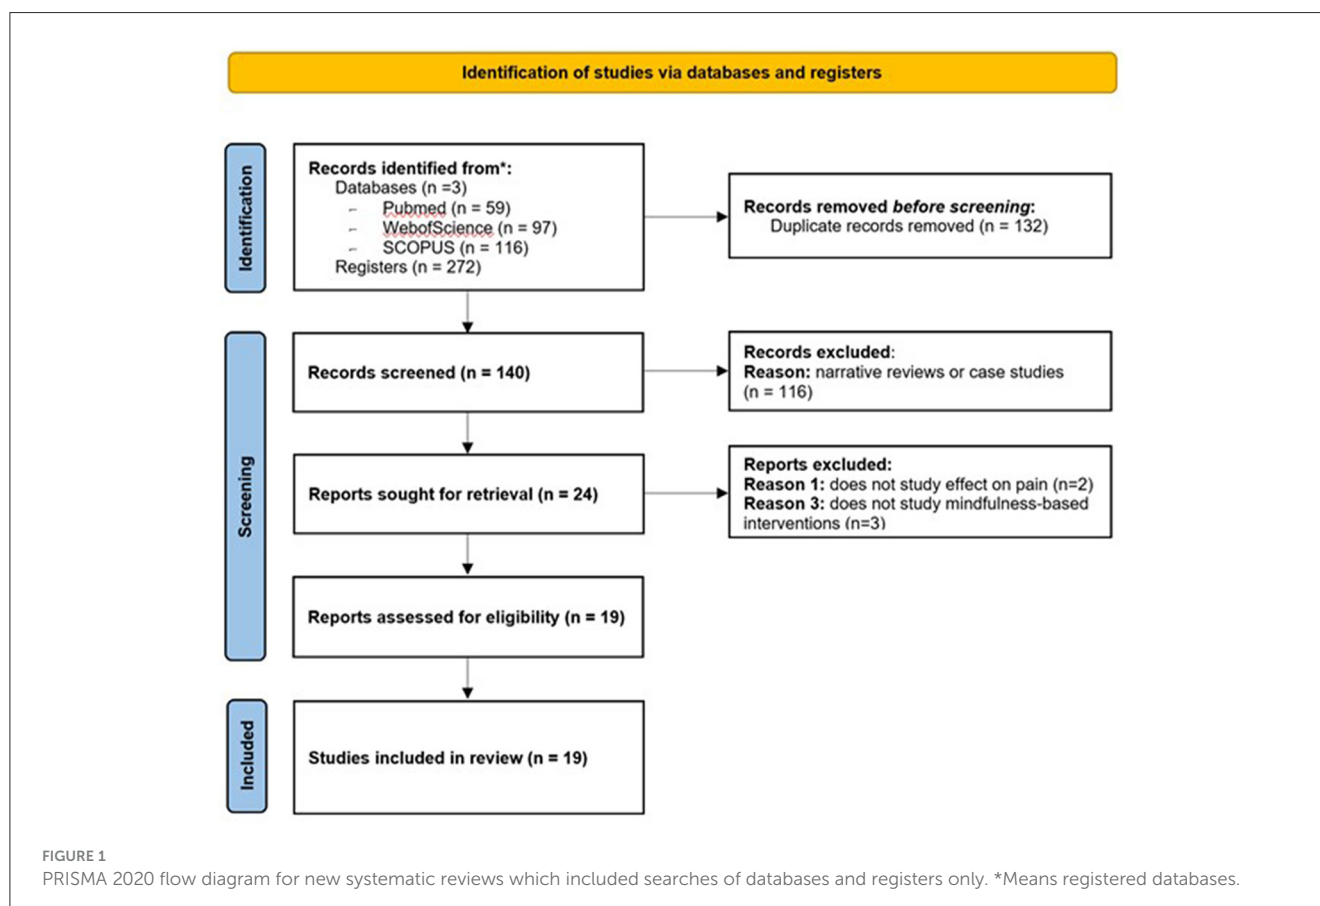 Identification of studies via databases and registers
Identification
Records identified from*:
Databases (n =3)
– Pubmed (n = 59)
– WebofScience (n = 97)
– SCOPUS (n = 116)
Registers (n = 272)
Records removed before screening:
Duplicate records removed (n = 132)
Screening
Records screened (n = 140)
Records excluded:
Reason: narrative reviews or case studies
(n = 116)
Reports sought for retrieval (n = 24)
Reports excluded:
Reason 1: does not study effect on pain (n=2)
Reason 3: does not study mindfulness-based
interventions (n=3)
Reports assessed for eligibility (n = 19)
Included
Studies included in review (n = 19)
FIGURE 1
PRISMA 2020 flow diagram for new systematic reviews which included searches of databases and registers only. *Means registered databases.